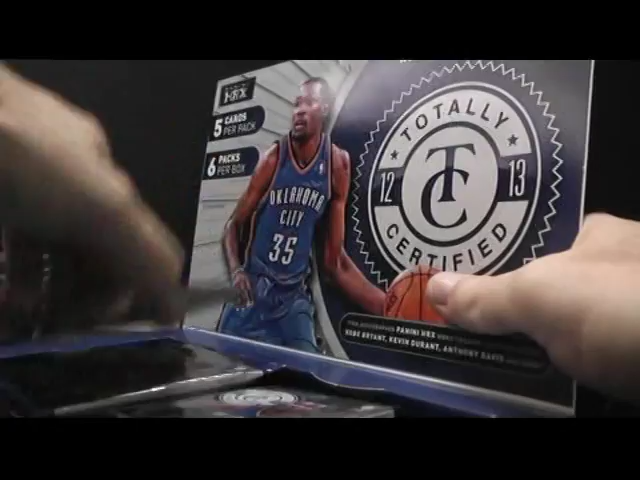 HRX
5 CARDS
PER PACK
6 PACKS
PER BOX
OKLAHOMA
CITY
35
TOTALLY
12 TC 13
CERTIFIED
PANINI HRX
KOBE BRYANT, KEVIN DURANT, ANTHONY DAVIS